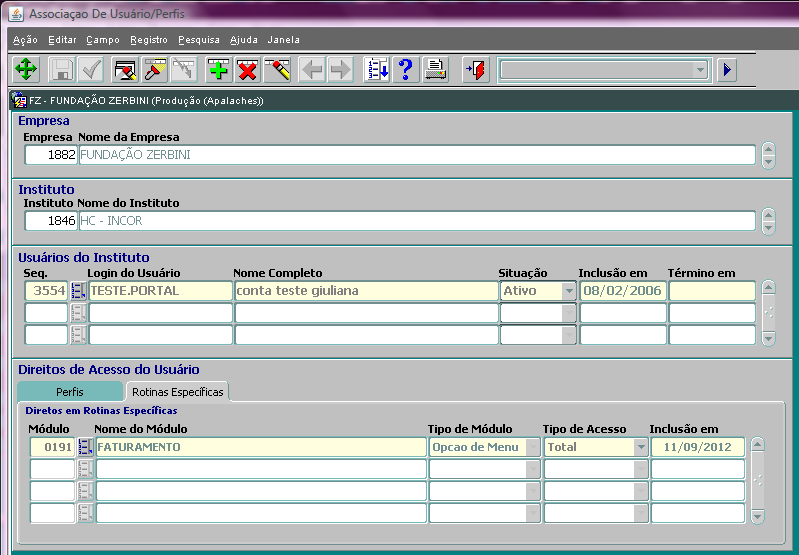 Associaçao De Usuário/Perfis
Ação Editar Campo Registro Pesquisa Ajuda Janela
FZ - FUNDAÇÃO ZERBINI (Produção (Apalaches))
Empresa
Empresa Nome da Empresa
1882 FUNDAÇÃO ZERBINI
Instituto
Instituto Nome do Instituto
1846 HC - INCOR
Usuários do Instituto
Seq. Login do Usuário Nome Completo Situação Inclusão em Término em
3554 TESTE.PORTAL conta teste giuliana Ativo 08/02/2006
Direitos de Acesso do Usuário
Perfis Rotinas Específicas
Diretos em Rotinas Específicas
Módulo Nome do Módulo Tipo de Módulo Tipo de Acesso Inclusão em
0191 FATURAMENTO Opcao de Menu Total 11/09/2012